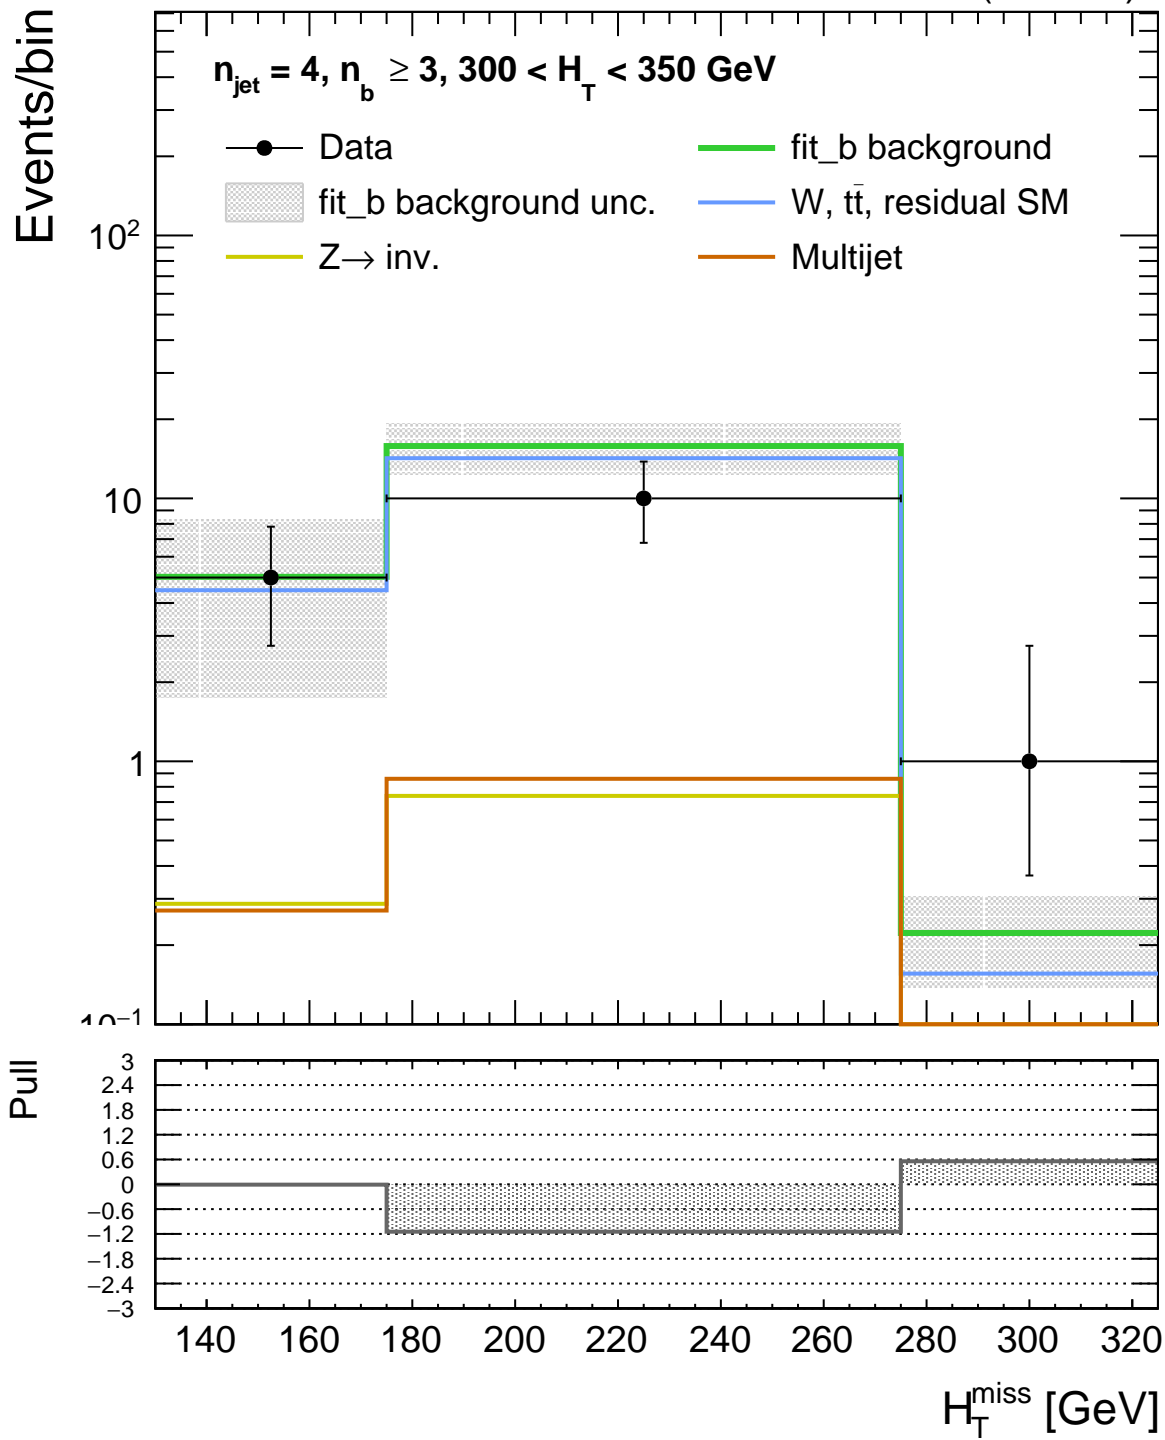 n_jet = 4, n_b ≥ 3, 300 < H_T < 350 GeV
Data
fit_b background
fit_b background unc.
W, tt̄, residual SM
Z→ inv.
Multijet
Events/bin
10²
10
1
10⁻¹
Pull
3
2.4
1.8
1.2
0.6
0
−0.6
−1.2
−1.8
−2.4
−3
140 160 180 200 220 240 260 280 300 320
H_T^miss [GeV]